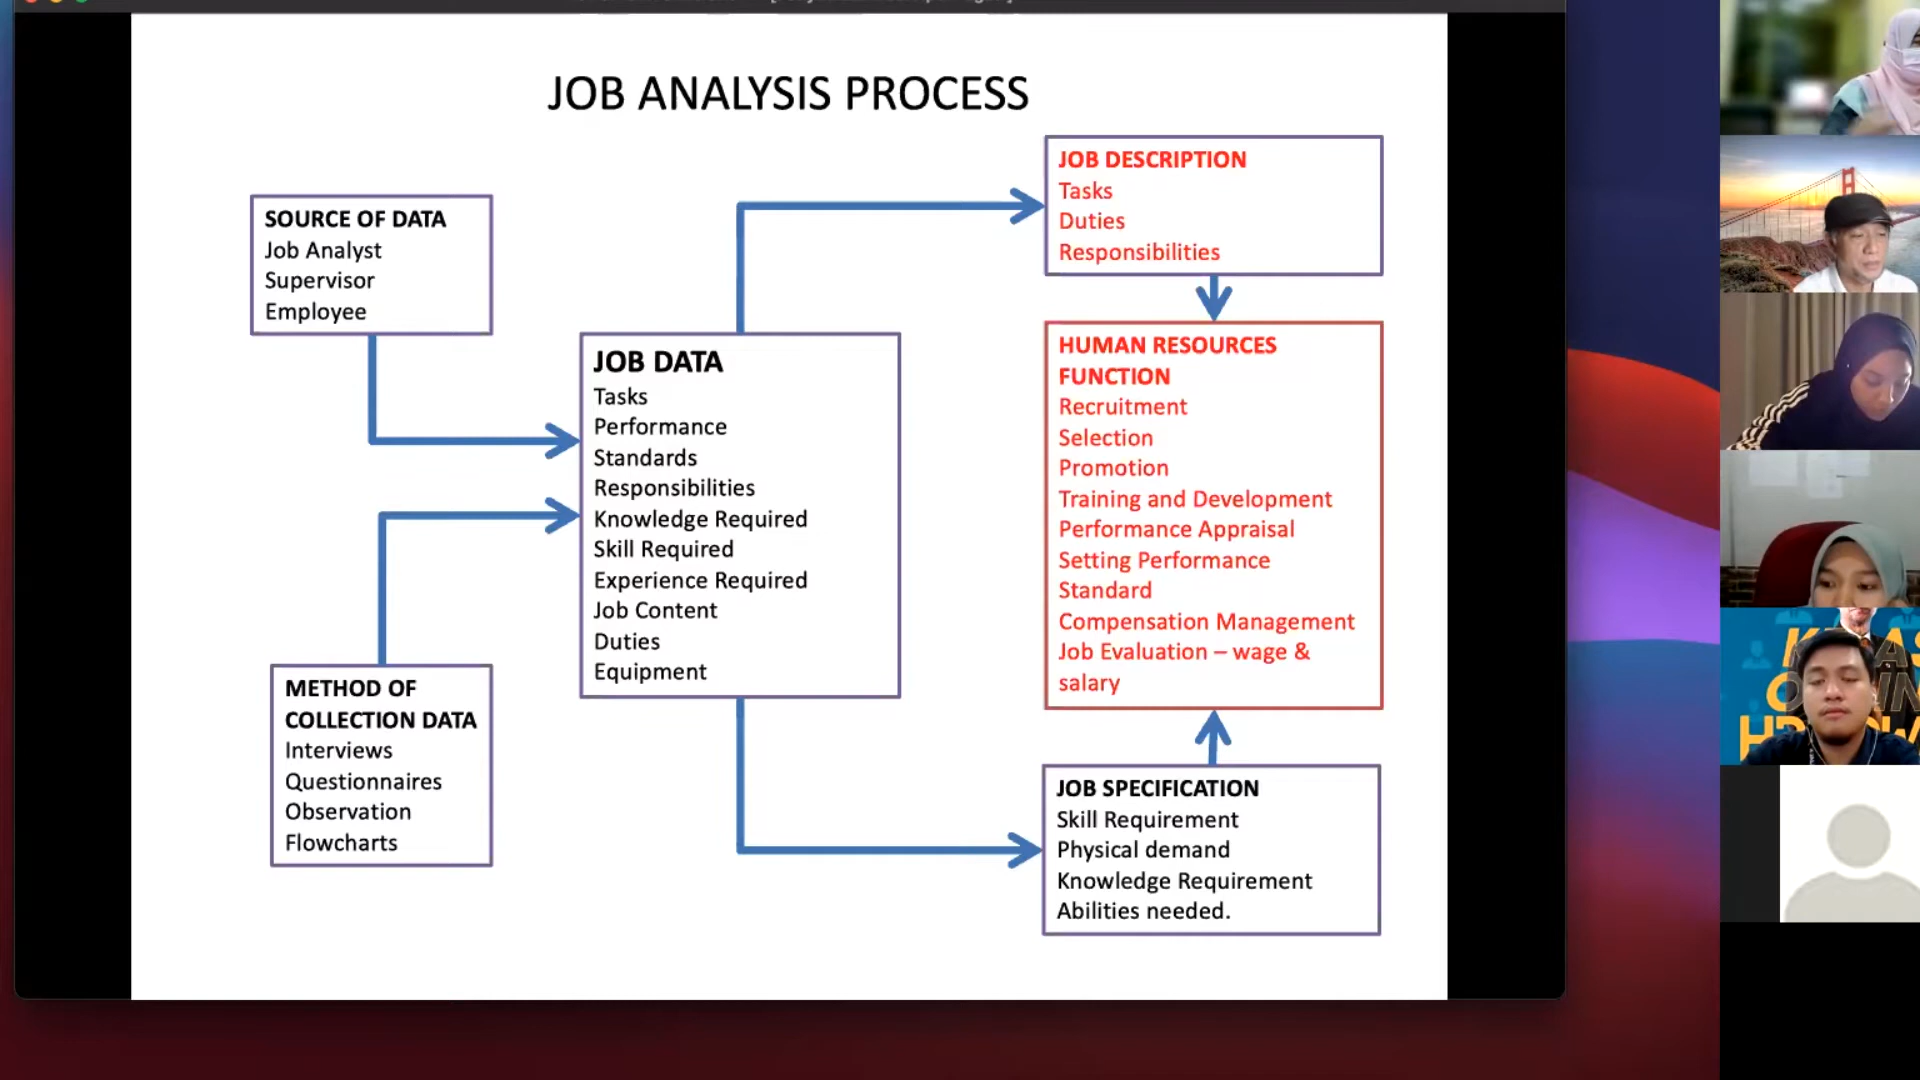 JOB ANALYSIS PROCESS
SOURCE OF DATA
Job Analyst
Supervisor
Employee
METHOD OF
COLLECTION DATA
Interviews
Questionnaires
Observation
Flowcharts
JOB DATA
Tasks
Performance
Standards
Responsibilities
Knowledge Required
Skill Required
Experience Required
Job Content
Duties
Equipment
JOB DESCRIPTION
Tasks
Duties
Responsibilities
HUMAN RESOURCES
FUNCTION
Recruitment
Selection
Promotion
Training and Development
Performance Appraisal
Setting Performance
Standard
Compensation Management
Job Evaluation – wage &
salary
JOB SPECIFICATION
Skill Requirement
Physical demand
Knowledge Requirement
Abilities needed.